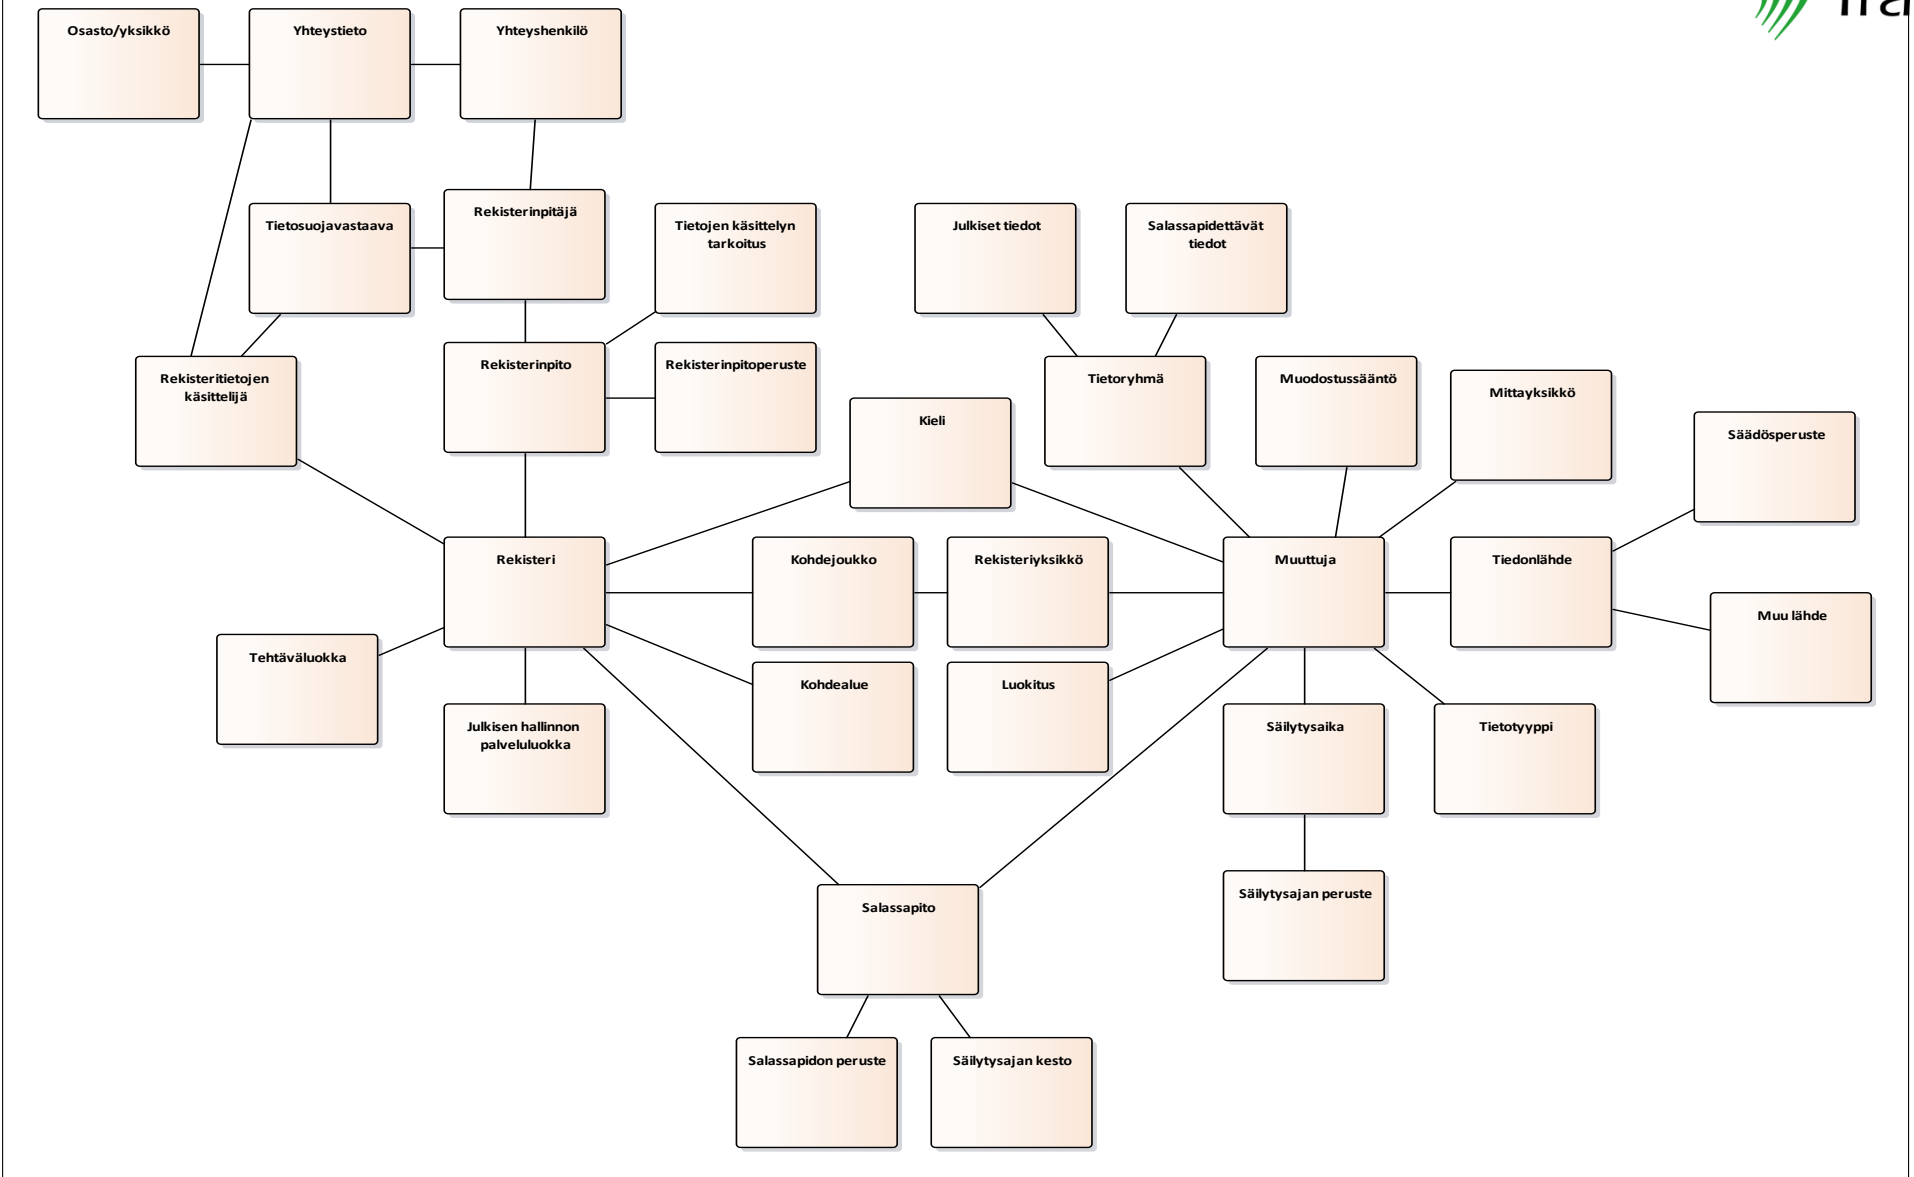 Osasto/yksikkö
Yhteystieto
Yhteyshenkilö
Tietosuojavastaava
Rekisterinpitäjä
Tietojen käsittelyn
tarkoitus
Julkiset tiedot
Salassapidettävät
tiedot
Rekisteritietojen
käsittelijä
Rekisterinpito
Rekisterinpitoperuste
Kieli
Tietoryhmä
Muodostussääntö
Mittayksikkö
Säädösperuste
Rekisteri
Kohdejoukko
Rekisteriyksikkö
Muuttuja
Tiedonlähde
Muu lähde
Tehtäväluokka
Kohdealue
Luokitus
Julkisen hallinnon
palveluluokka
Säilytysaika
Tietotyyppi
Salassapito
Säilytysajan peruste
Salassapidon peruste
Säilytysajan kesto